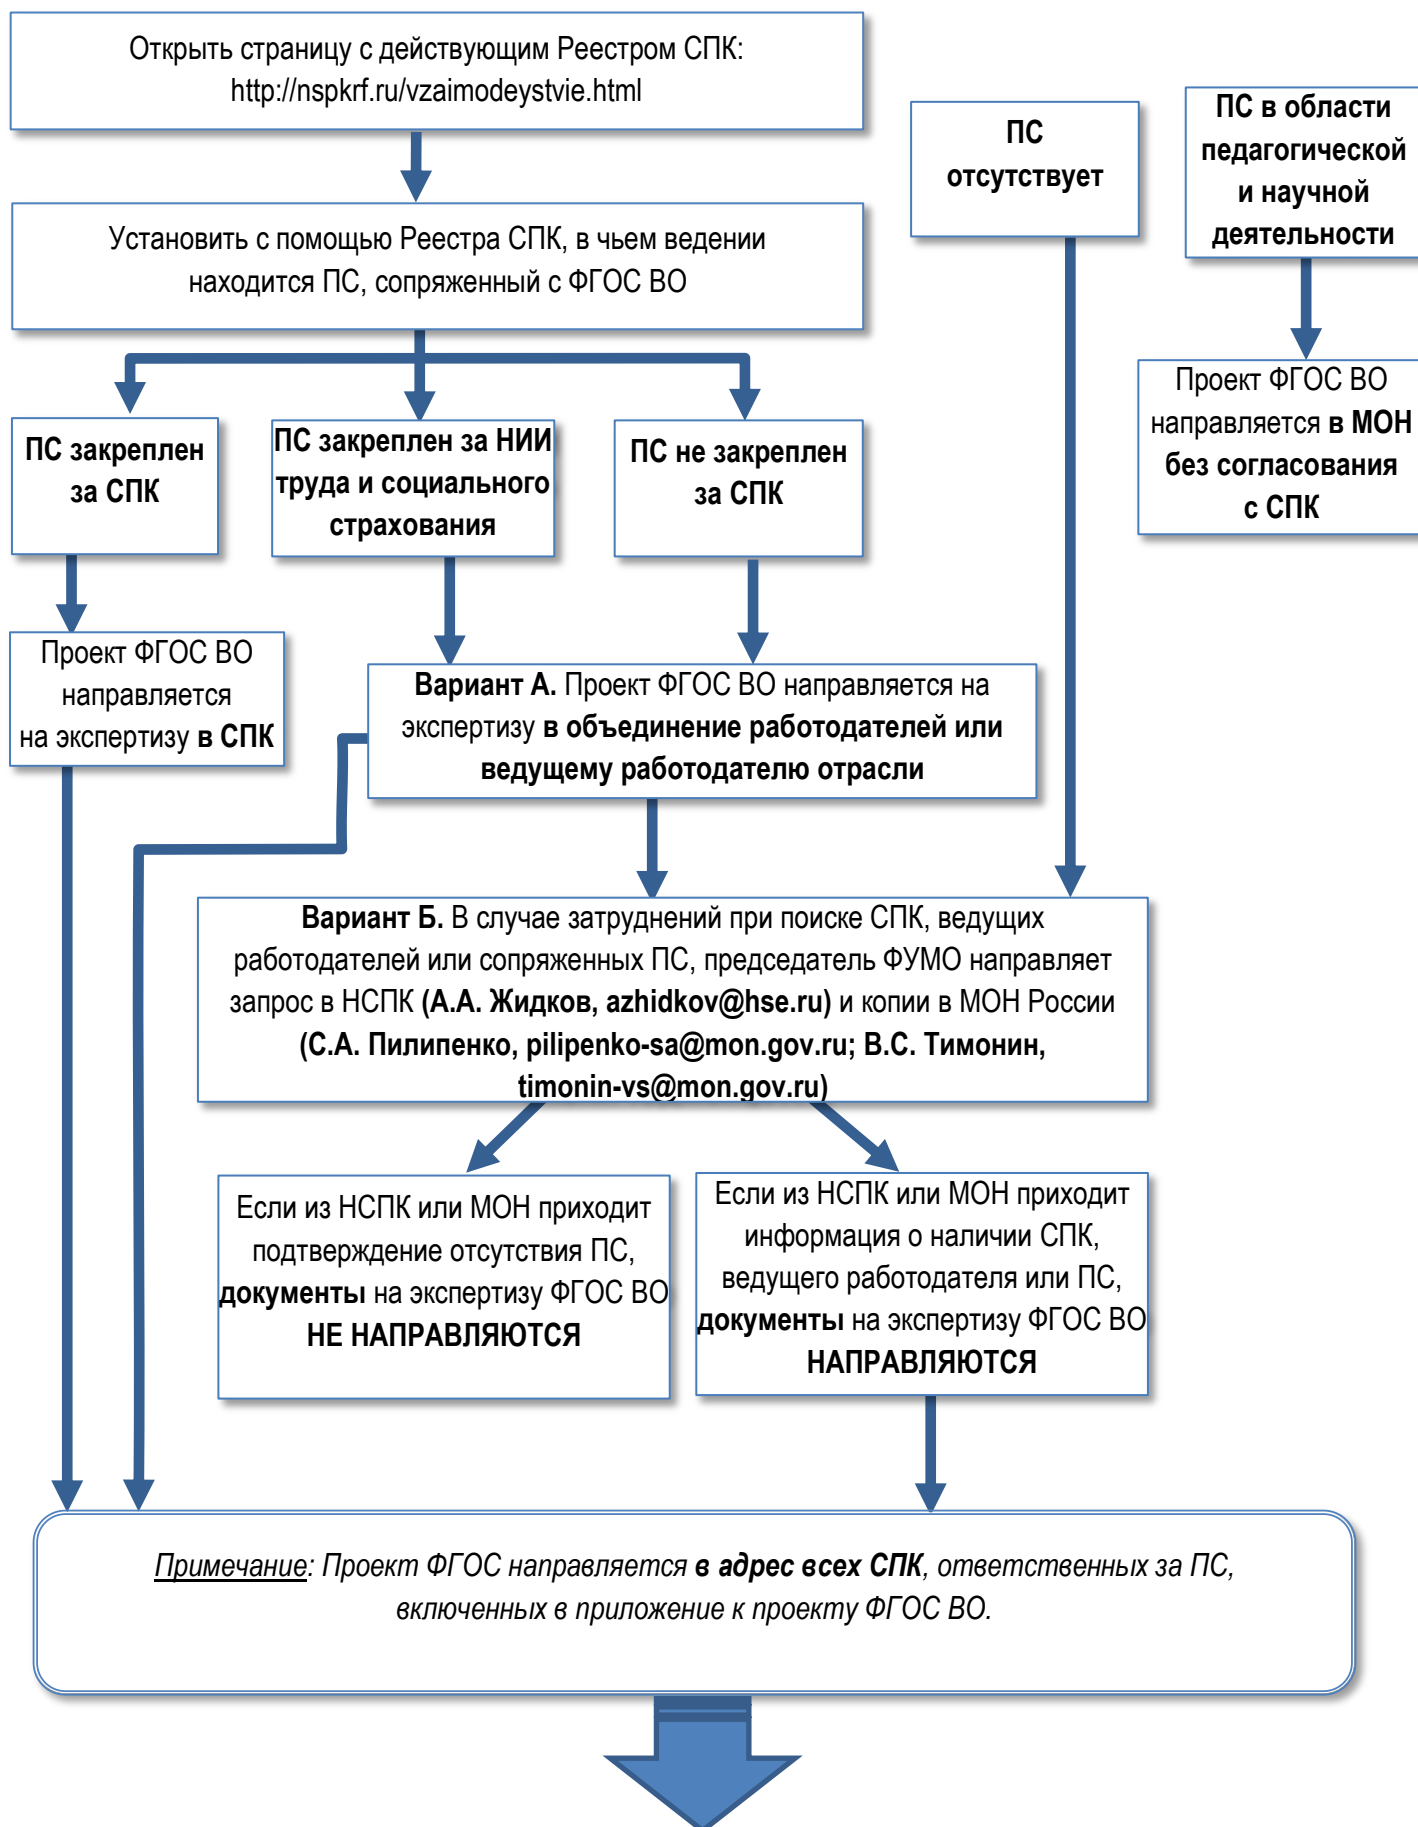 Открыть страницу с действующим Реестром СПК:
http://nspkrf.ru/vzaimodeystvie.html
ПС
отсутствует
ПС в области
педагогической
и научной
деятельности
Установить с помощью Реестра СПК, в чьем ведении
находится ПС, сопряженный с ФГОС ВО
Проект ФГОС ВО
направляется в МОН
без согласования
с СПК
ПС закреплен
за СПК
ПС закреплен за НИИ
труда и социального
страхования
ПС не закреплен
за СПК
Проект ФГОС ВО
направляется
на экспертизу в СПК
Вариант А. Проект ФГОС ВО направляется на
экспертизу в объединение работодателей или
ведущему работодателю отрасли
Вариант Б. В случае затруднений при поиске СПК, ведущих
работодателей или сопряженных ПС, председатель ФУМО направляет
запрос в НСПК (А.А. Жидков, azhidkov@hse.ru) и копии в МОН России
(С.А. Пилипенко, pilipenko-sa@mon.gov.ru; В.С. Тимонин,
timonin-vs@mon.gov.ru)
Если из НСПК или МОН приходит
подтверждение отсутствия ПС,
документы на экспертизу ФГОС ВО
НЕ НАПРАВЛЯЮТСЯ
Если из НСПК или МОН приходит
информация о наличии СПК,
ведущего работодателя или ПС,
документы на экспертизу ФГОС ВО
НАПРАВЛЯЮТСЯ
Примечание: Проект ФГОС направляется в адрес всех СПК, ответственных за ПС,
включенных в приложение к проекту ФГОС ВО.